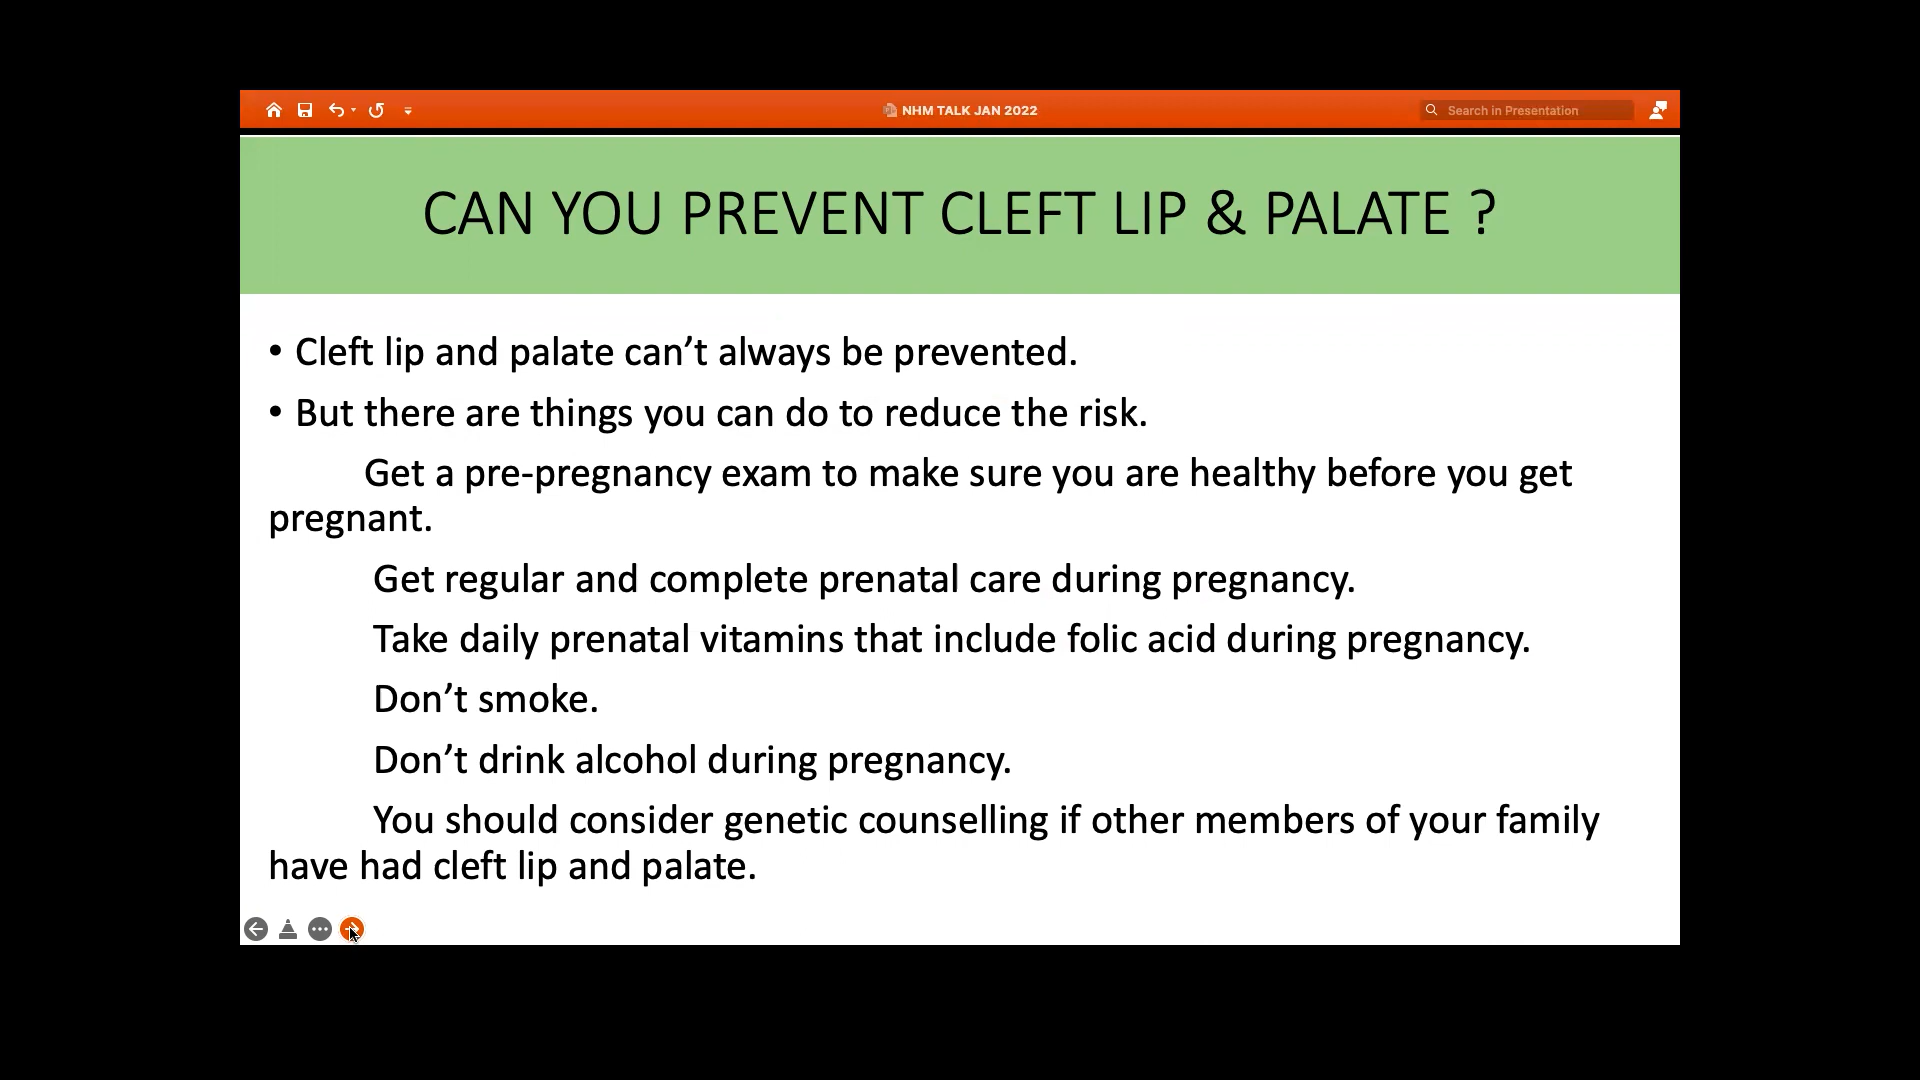 NHM TALK JAN 2022
Search in Presentation
CAN YOU PREVENT CLEFT LIP & PALATE ?
• Cleft lip and palate can’t always be prevented.
• But there are things you can do to reduce the risk.
Get a pre-pregnancy exam to make sure you are healthy before you get
pregnant.
Get regular and complete prenatal care during pregnancy.
Take daily prenatal vitamins that include folic acid during pregnancy.
Don’t smoke.
Don’t drink alcohol during pregnancy.
You should consider genetic counselling if other members of your family
have had cleft lip and palate.